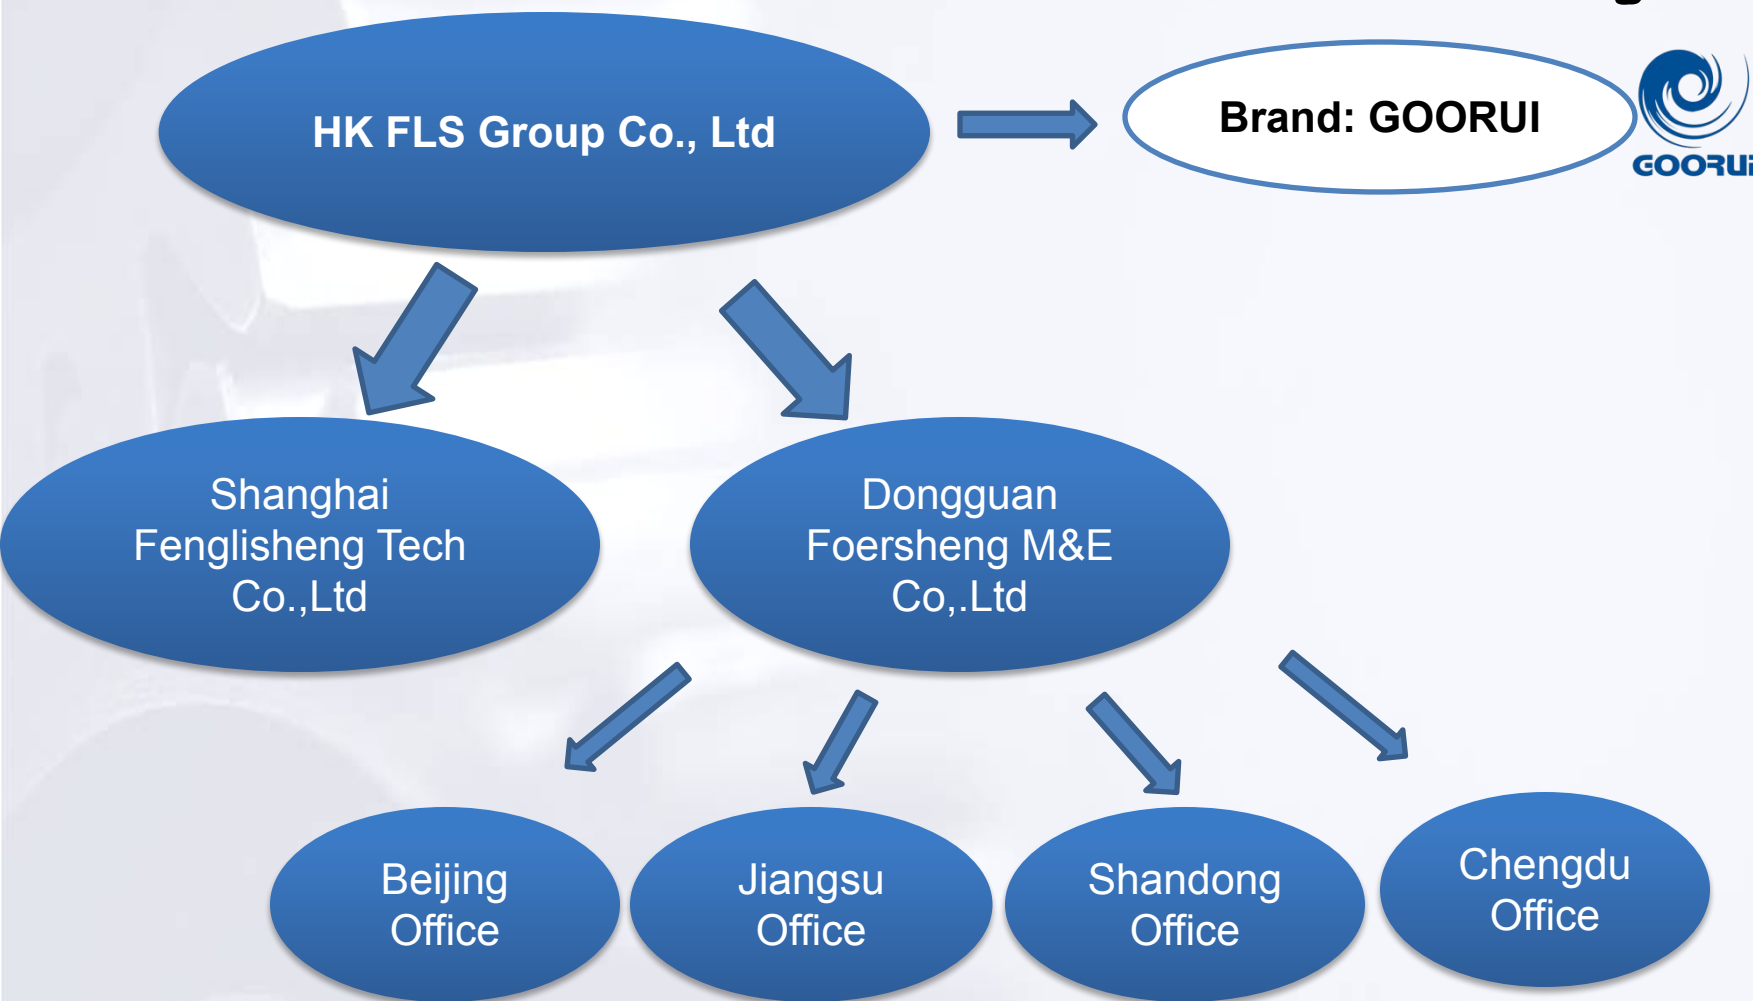 HK FLS Group Co., Ltd
Brand: GOORUI
GOORUi
Shanghai
Fenglisheng Tech
Co.,Ltd
Dongguan
Foersheng M&E
Co,.Ltd
Beijing
Office
Jiangsu
Office
Shandong
Office
Chengdu
Office